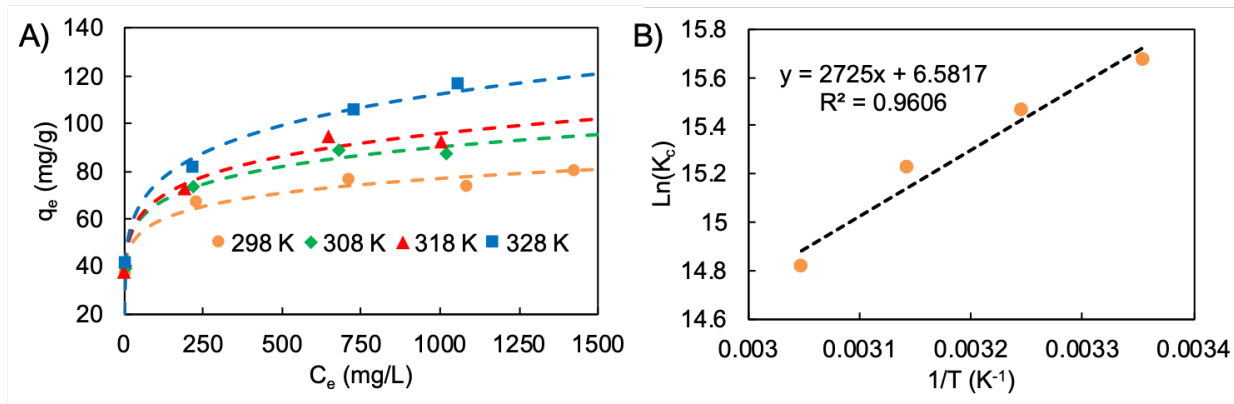 A)
140
120
100
80
60
40
20
qₑ (mg/g)
298 K 308 K 318 K 328 K
0 250 500 750 1000 1250 1500
Cₑ (mg/L)
B)
15.8
15.6
15.4
15.2
15
14.8
14.6
Ln(K꜀)
y = 2725x + 6.5817
R² = 0.9606
0.003 0.0031 0.0032 0.0033 0.0034
1/T (K⁻¹)